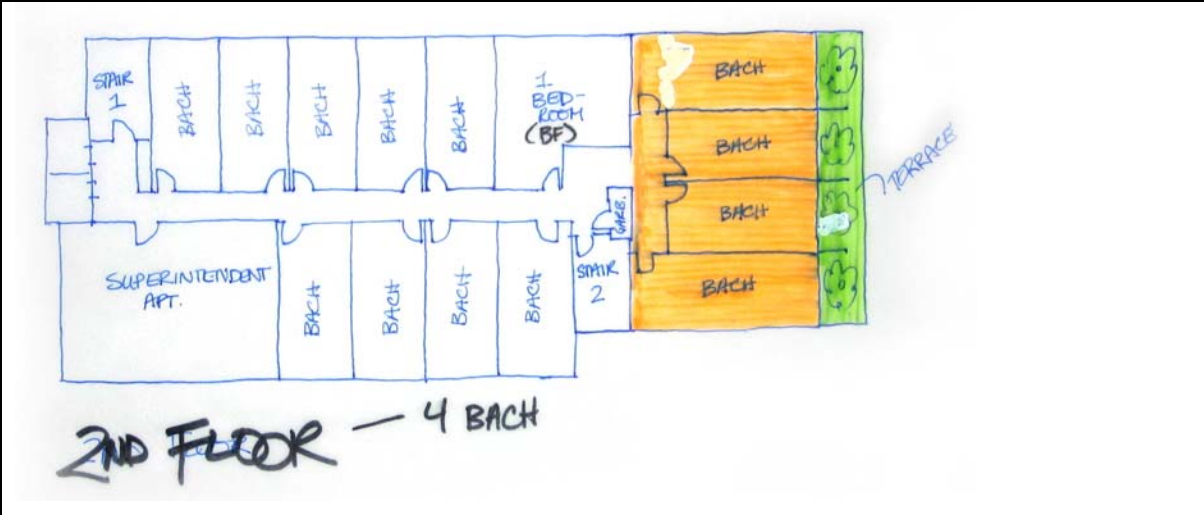 STAIR
1
BACH
BACH
BACH
BACH
BACH
1
BED-
ROOM
(BF)
BACH
BACH
BACH
BACH
TERRACE
GARB.
STAIR
2
SUPERINTENDENT
APT.
BACH
BACH
BACH
BACH
2ND FLOOR — 4 BACH